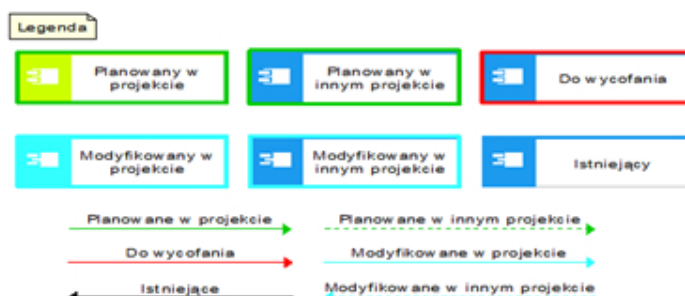 Legenda
Planowany w
projekcie
Planowany w
innym projekcie
Do wycofania
Modyfikowany w
projekcie
Modyfikowany w
innym projekcie
Istniejący
Planowane w projekcie
Planowane w innym projekcie
Do wycofania
Modyfikowane w projekcie
Istniejące
Modyfikowane w innym projekcie